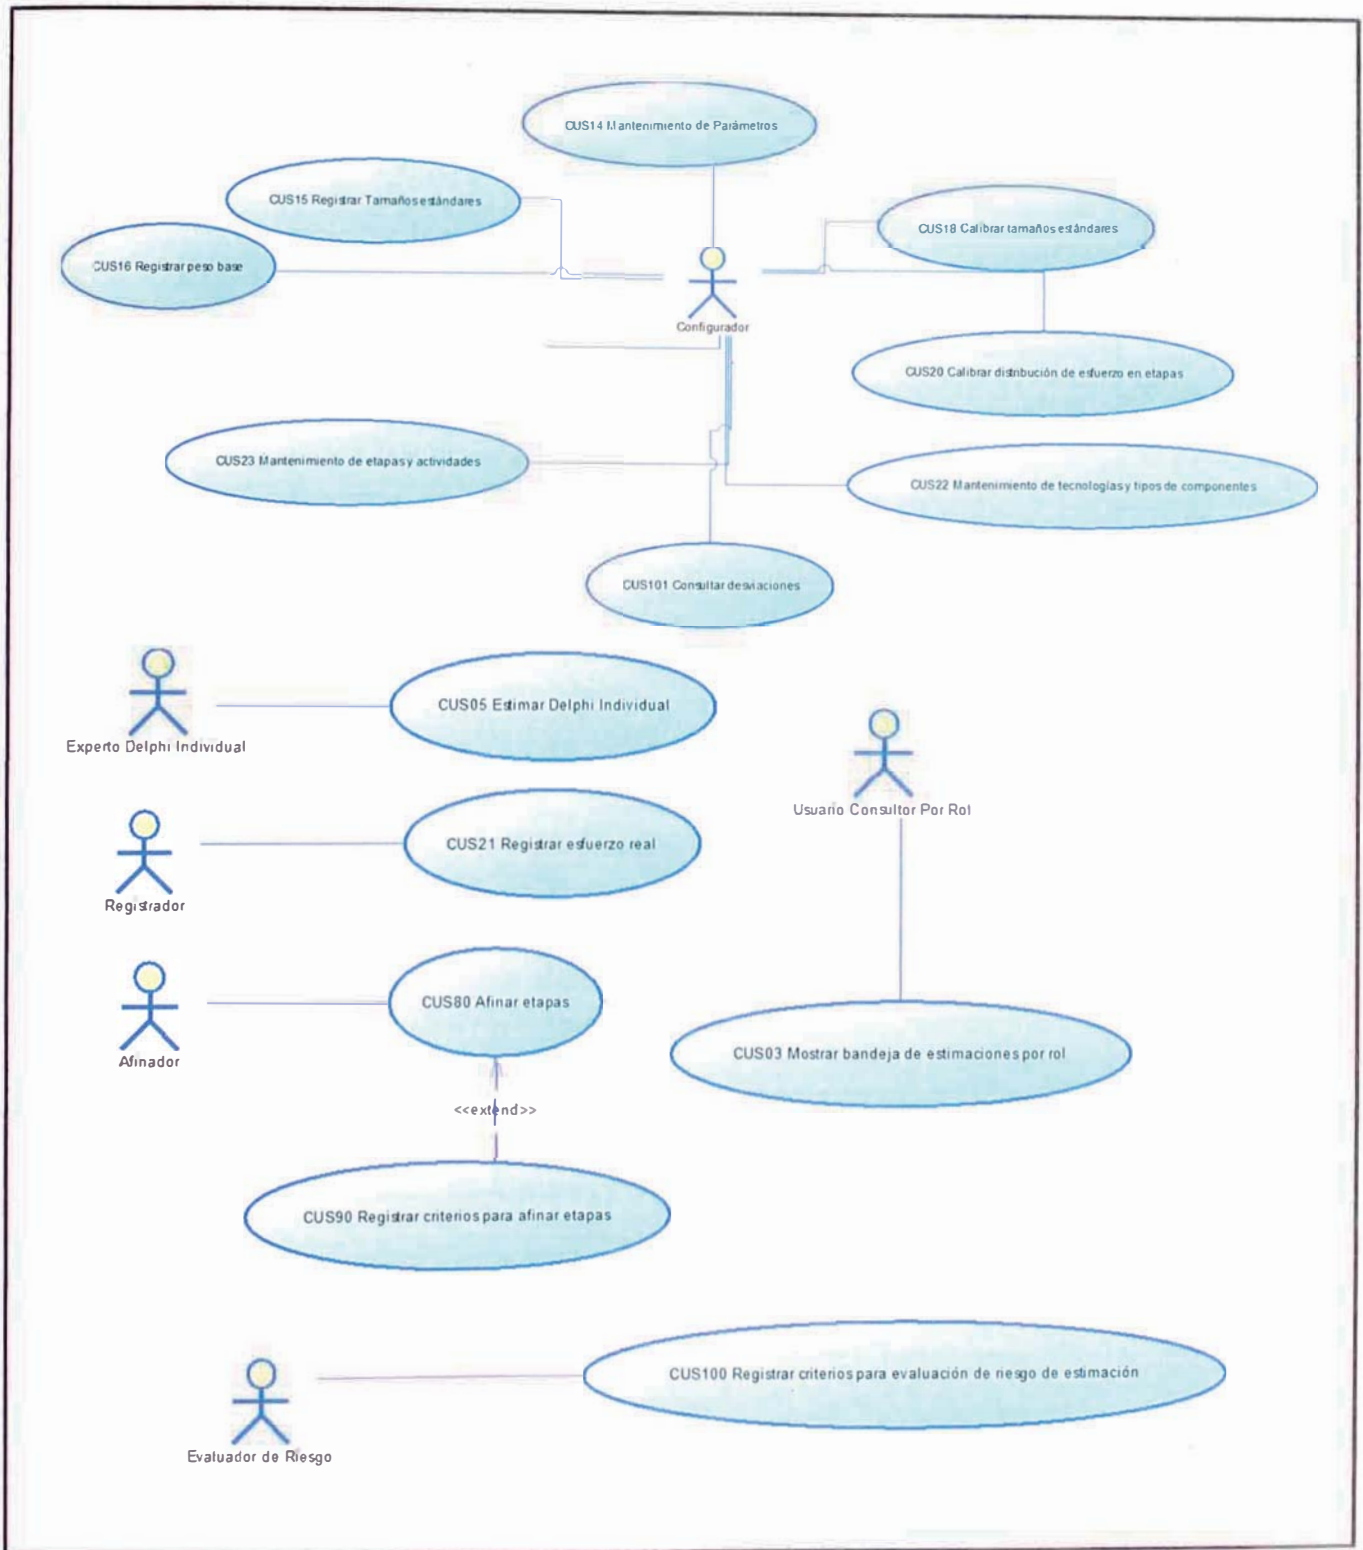 CUS14 Mantenimiento de Parámetros
CUS15 Registrar Tamaños estándares
CUS18 Calibrar tamaños estándares
CUS16 Registrar peso base
Configurador
CUS20 Calibrar distribución de esfuerzo en etapas
CUS23 Mantenimiento de etapas y actividades
CUS22 Mantenimiento de tecnologías y tipos de componentes
CUS101 Consultar desviaciones
CUS05 Estimar Delphi Individual
Experto Delphi Individual
Usuario Consultor Por Rol
CUS21 Registrar esfuerzo real
Registrador
CUS80 Afinar etapas
Afinador
CUS03 Mostrar bandeja de estimaciones por rol
<<extend>>
CUS90 Registrar criterios para afinar etapas
CUS100 Registrar criterios para evaluación de riesgo de estimación
Evaluador de Riesgo